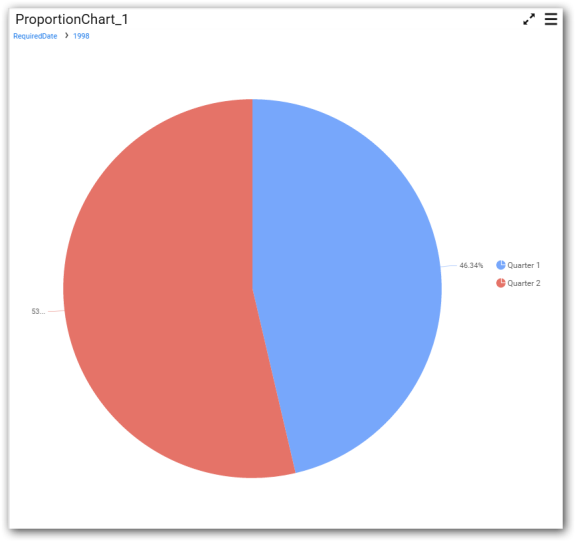 ProportionChart_1
RequiredDate > 1998
46.34%
Quarter 1
Quarter 2
53...